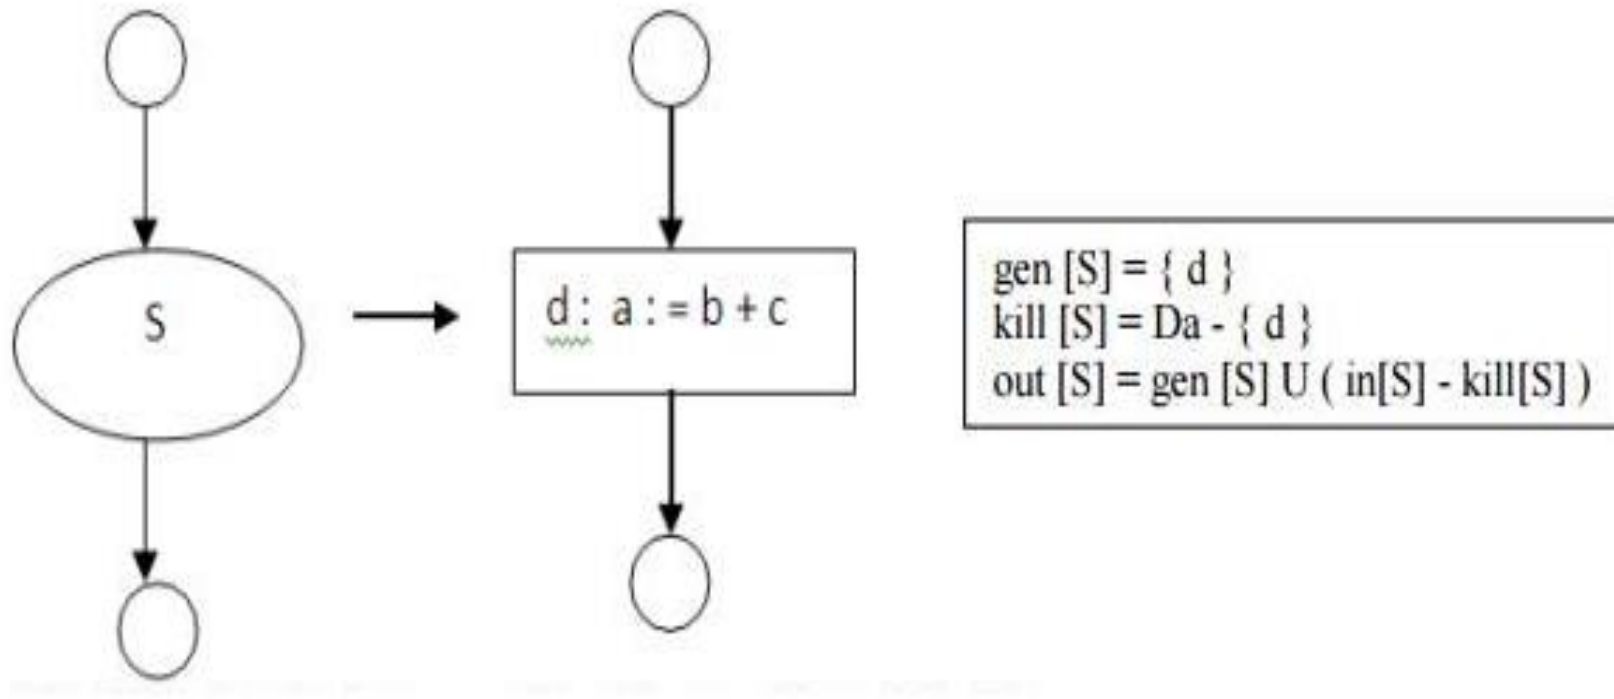 S
d : a : = b + c
gen [S] = { d }
kill [S] = Da - { d }
out [S] = gen [S] U ( in[S] - kill[S] )